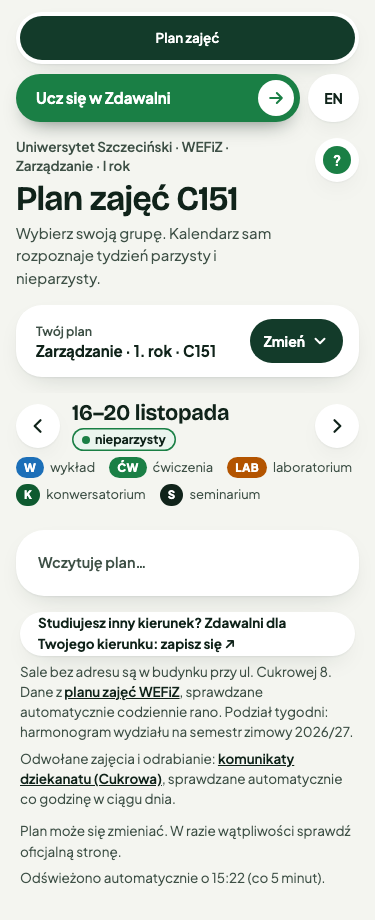 Plan zajęć
Ucz się w Zdawalni
EN
Uniwersytet Szczeciński · WEFiZ ·
Zarządzanie · I rok
?
Plan zajęć C151
Wybierz swoją grupę. Kalendarz sam
rozpoznaje tydzień parzysty i
nieparzysty.
Twój plan
Zarządzanie · 1. rok · C151
Zmień
16–20 listopada
nieparzysty
W wykład ĆW ćwiczenia LAB laboratorium
K konwersatorium S seminarium
Wczytuję plan…
Studiujesz inny kierunek? Zdawalni dla
Twojego kierunku: zapisz się ↗
Sale bez adresu są w budynku przy ul. Cukrowej 8.
Dane z planu zajęć WEFiZ, sprawdzane
automatycznie codziennie rano. Podział tygodni:
harmonogram wydziału na semestr zimowy 2026/27.
Odwołane zajęcia i odrabianie: komunikaty
dziekanatu (Cukrowa), sprawdzane automatycznie
co godzinę w ciągu dnia.
Plan może się zmieniać. W razie wątpliwości sprawdź
oficjalną stronę.
Odświeżono automatycznie o 15:22 (co 5 minut).